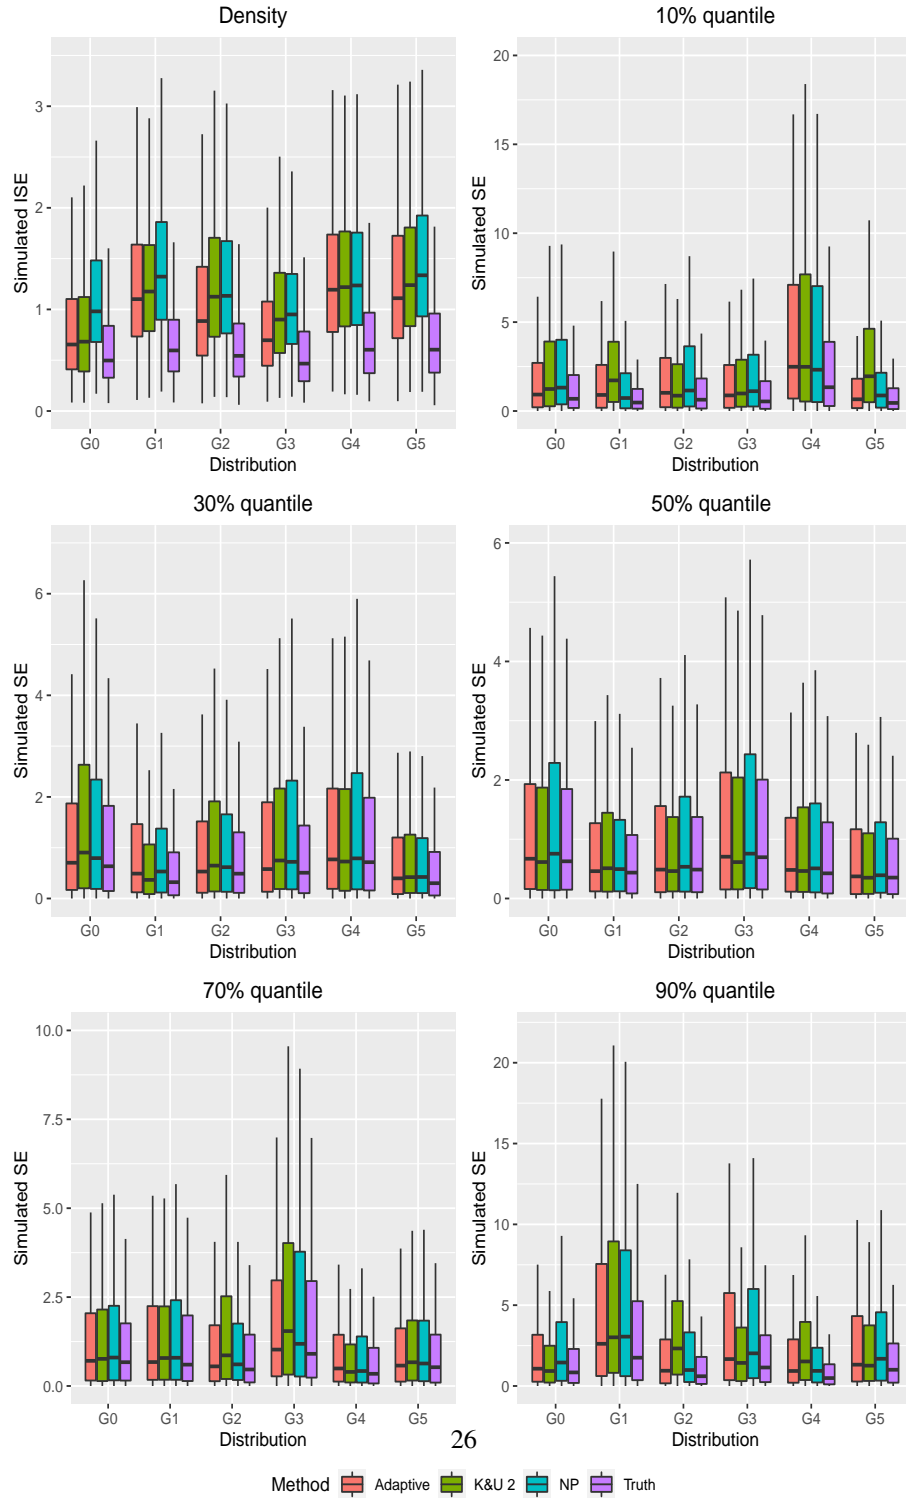 Density
10% quantile
Simulated ISE
3
2
1
0
G0 G1 G2 G3 G4 G5
Distribution
Simulated SE
20
15
10
5
0
G0 G1 G2 G3 G4 G5
Distribution
30% quantile
50% quantile
Simulated SE
6
4
2
0
G0 G1 G2 G3 G4 G5
Distribution
Simulated SE
6
4
2
0
G0 G1 G2 G3 G4 G5
Distribution
70% quantile
90% quantile
Simulated SE
10.0
7.5
5.0
2.5
0.0
G0 G1 G2 G3 G4 G5
Distribution
Simulated SE
20
15
10
5
0
G0 G1 G2 G3 G4 G5
Distribution
26
Method Adaptive K&U 2 NP Truth